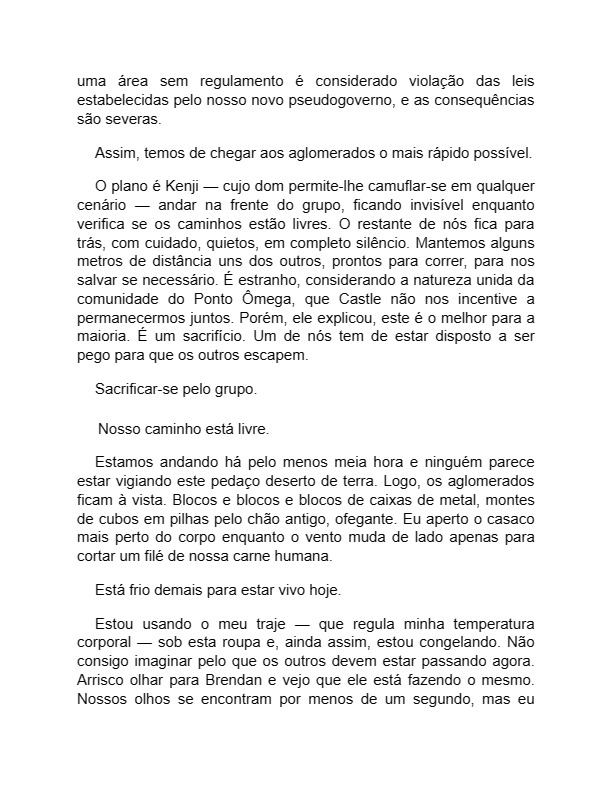 uma área sem regulamento é considerado violação das leis
estabelecidas pelo nosso novo pseudogoverno, e as consequências
são severas.
Assim, temos de chegar aos aglomerados o mais rápido possível.
O plano é Kenji — cujo dom permite-lhe camuflar-se em qualquer
cenário — andar na frente do grupo, ficando invisível enquanto
verifica se os caminhos estão livres. O restante de nós fica para
trás, com cuidado, quietos, em completo silêncio. Mantemos alguns
metros de distância uns dos outros, prontos para correr, para nos
salvar se necessário. É estranho, considerando a natureza unida da
comunidade do Ponto Ômega, que Castle não nos incentive a
permanecermos juntos. Porém, ele explicou, este é o melhor para a
maioria. É um sacrifício. Um de nós tem de estar disposto a ser
pego para que os outros escapem.
Sacrificar-se pelo grupo.
Nosso caminho está livre.
Estamos andando há pelo menos meia hora e ninguém parece
estar vigiando este pedaço deserto de terra. Logo, os aglomerados
ficam à vista. Blocos e blocos e blocos de caixas de metal, montes
de cubos em pilhas pelo chão antigo, ofegante. Eu aperto o casaco
mais perto do corpo enquanto o vento muda de lado apenas para
cortar um filé de nossa carne humana.
Está frio demais para estar vivo hoje.
Estou usando o meu traje — que regula minha temperatura
corporal — sob esta roupa e, ainda assim, estou congelando. Não
consigo imaginar pelo que os outros devem estar passando agora.
Arrisco olhar para Brendan e vejo que ele está fazendo o mesmo.
Nossos olhos se encontram por menos de um segundo, mas eu